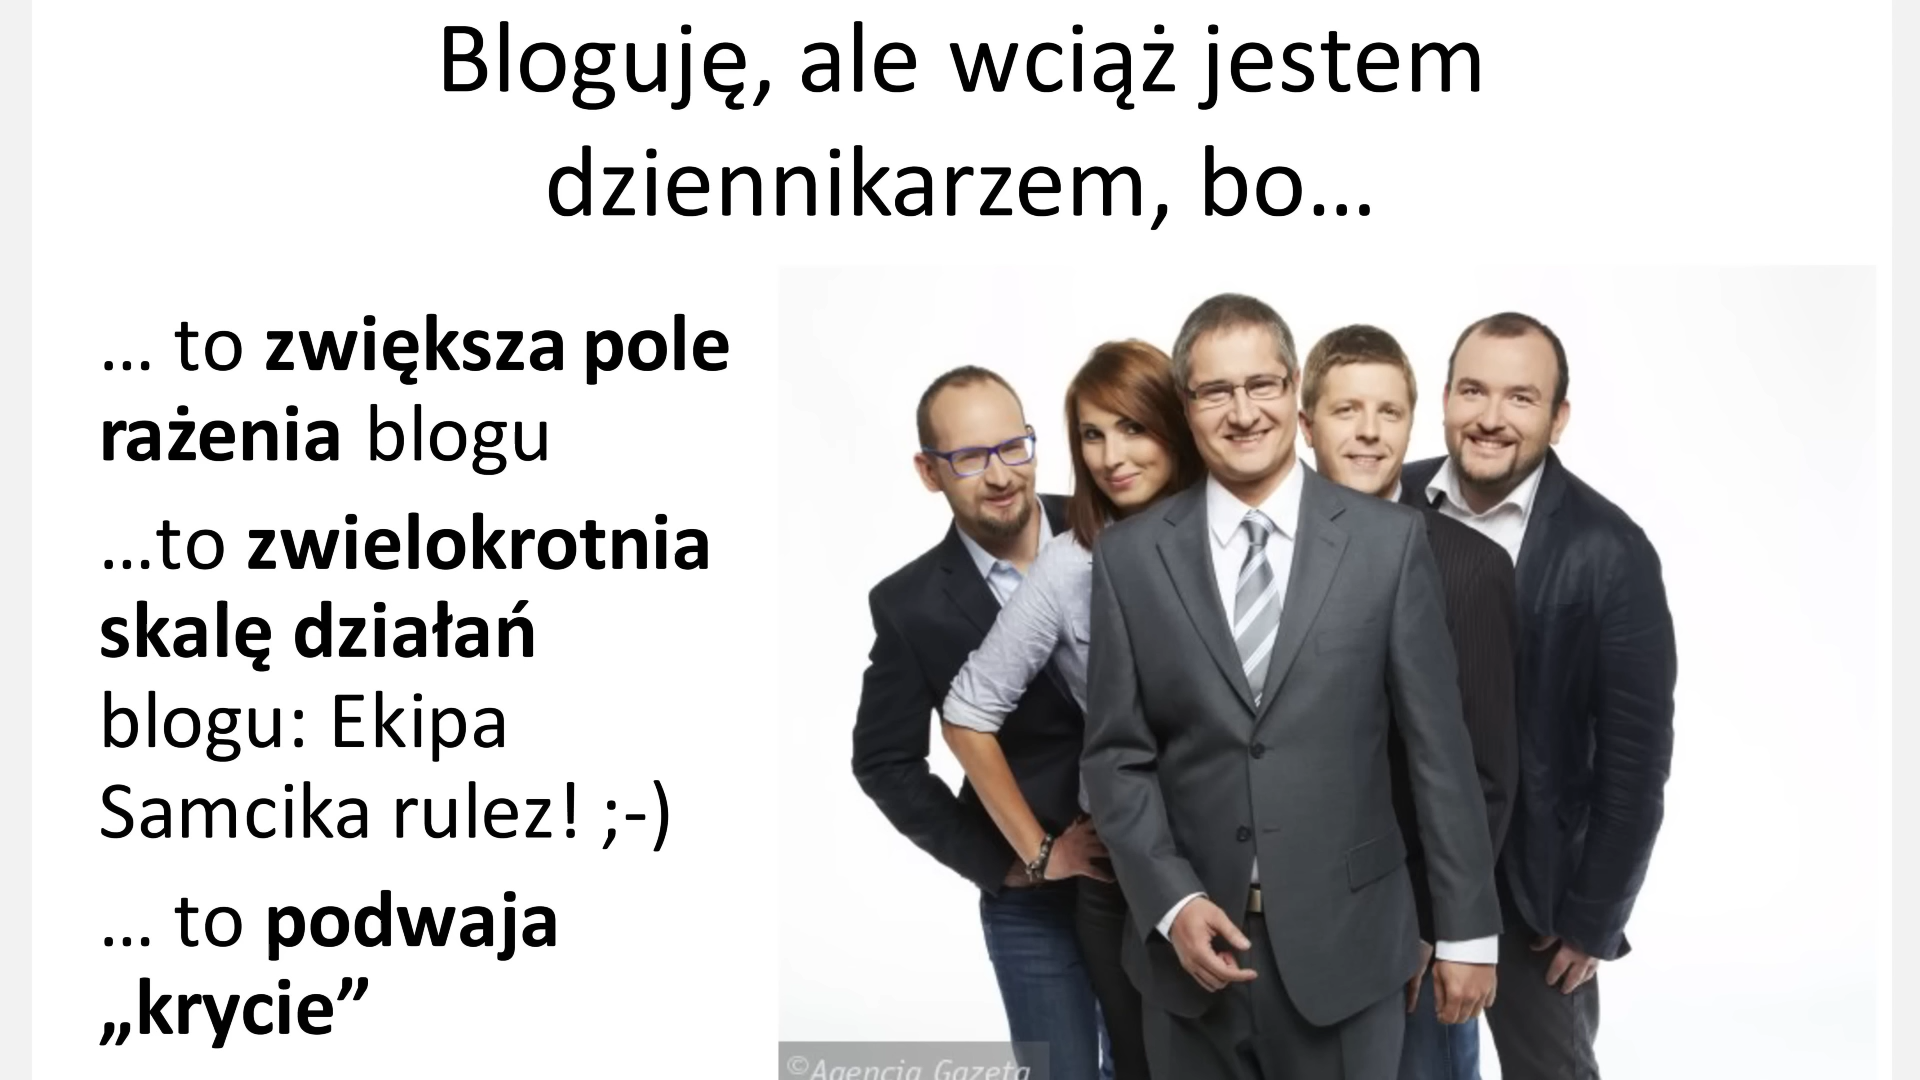 Bloguję, ale wciąż jestem
dziennikarzem, bo…
… to zwiększa pole
rażenia blogu
…to zwielokrotnia
skalę działań
blogu: Ekipa
Samcika rulez! ;-)
… to podwaja
„krycie”
©Agencja Gazeta